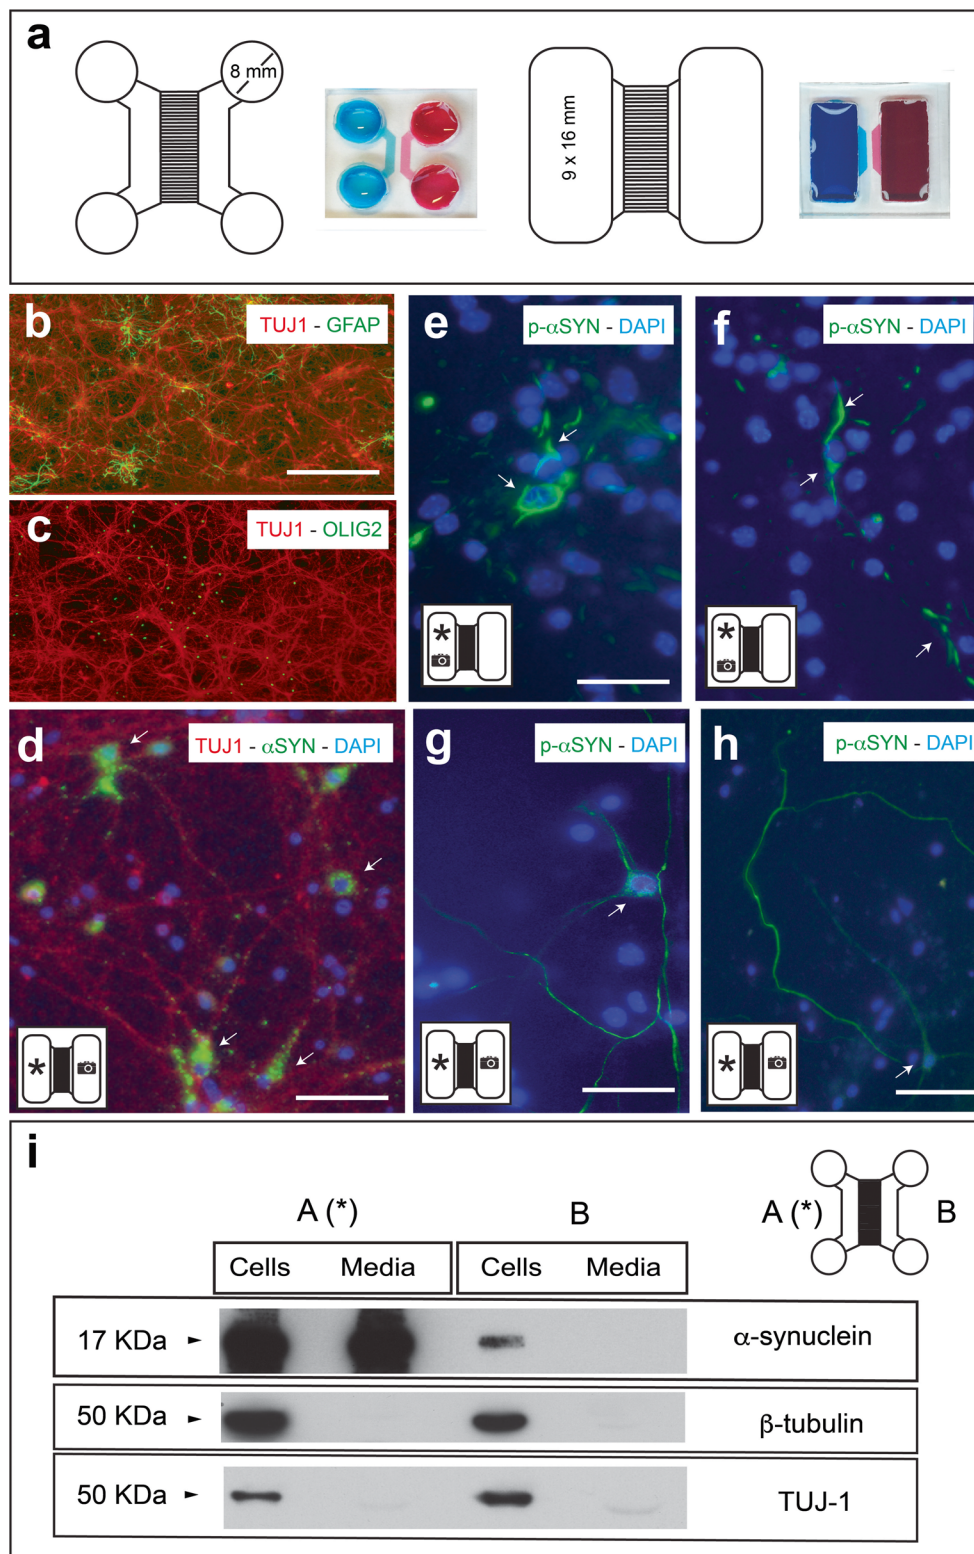 a
8 mm
9 x 16 mm
b
TUJ1 - GFAP
c
TUJ1 - OLIG2
d
TUJ1 - αSYN - DAPI
*
e
p-αSYN - DAPI
*
f
p-αSYN - DAPI
*
g
p-αSYN - DAPI
*
h
p-αSYN - DAPI
*
i
A (*)
B
A (*)
B
Cells
Media
Cells
Media
17 KDa
α-synuclein
50 KDa
β-tubulin
50 KDa
TUJ-1